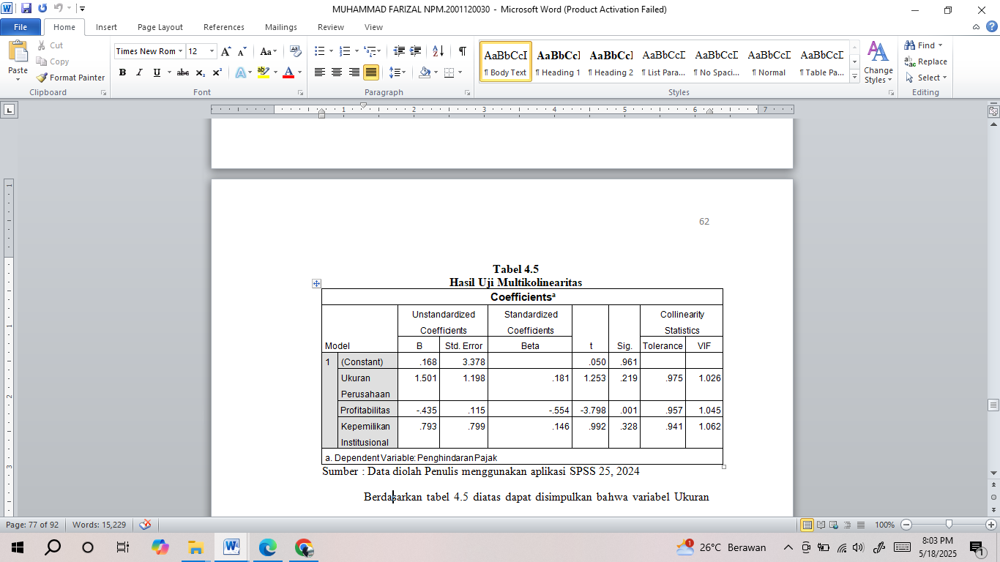 MUHAMMAD FARIZAL NPM.2001120030 - Microsoft Word (Product Activation Failed)
File Home Insert Page Layout References Mailings Review View
Paste
Cut
Copy
Format Painter
Clipboard
Times New Rom 12
Font
Paragraph
AaBbCcI AaBbCcI AaBbCcI AaBbCcI AaBbCcI AaBbCcI AaBbCcI
¶ Body Text ¶ Heading 1 ¶ Heading 2 ¶ List Para... ¶ No Spaci... ¶ Normal ¶ Table Pa...
Change Styles
Styles
Find
Replace
Select
Editing
1 2 3 4 5 6 7
62
Tabel 4.5
Hasil Uji Multikolinearitas
Coefficientsa
Unstandardized Standardized Collinearity
Coefficients Coefficients Statistics
Model B Std. Error Beta t Sig. Tolerance VIF
1 (Constant) .168 3.378 .050 .961
Ukuran 1.501 1.198 .181 1.253 .219 .975 1.026
Perusahaan
Profitabilitas -.435 .115 -.554 -3.798 .001 .957 1.045
Kepemilikan .793 .799 .146 .992 .328 .941 1.062
Institusional
a. Dependent Variable: Penghindaran Pajak
Sumber : Data diolah Penulis menggunakan aplikasi SPSS 25, 2024
Berdasarkan tabel 4.5 diatas dapat disimpulkan bahwa variabel Ukuran
Page: 77 of 92 Words: 15,229 100%
26°C Berawan 8:03 PM
5/18/2025